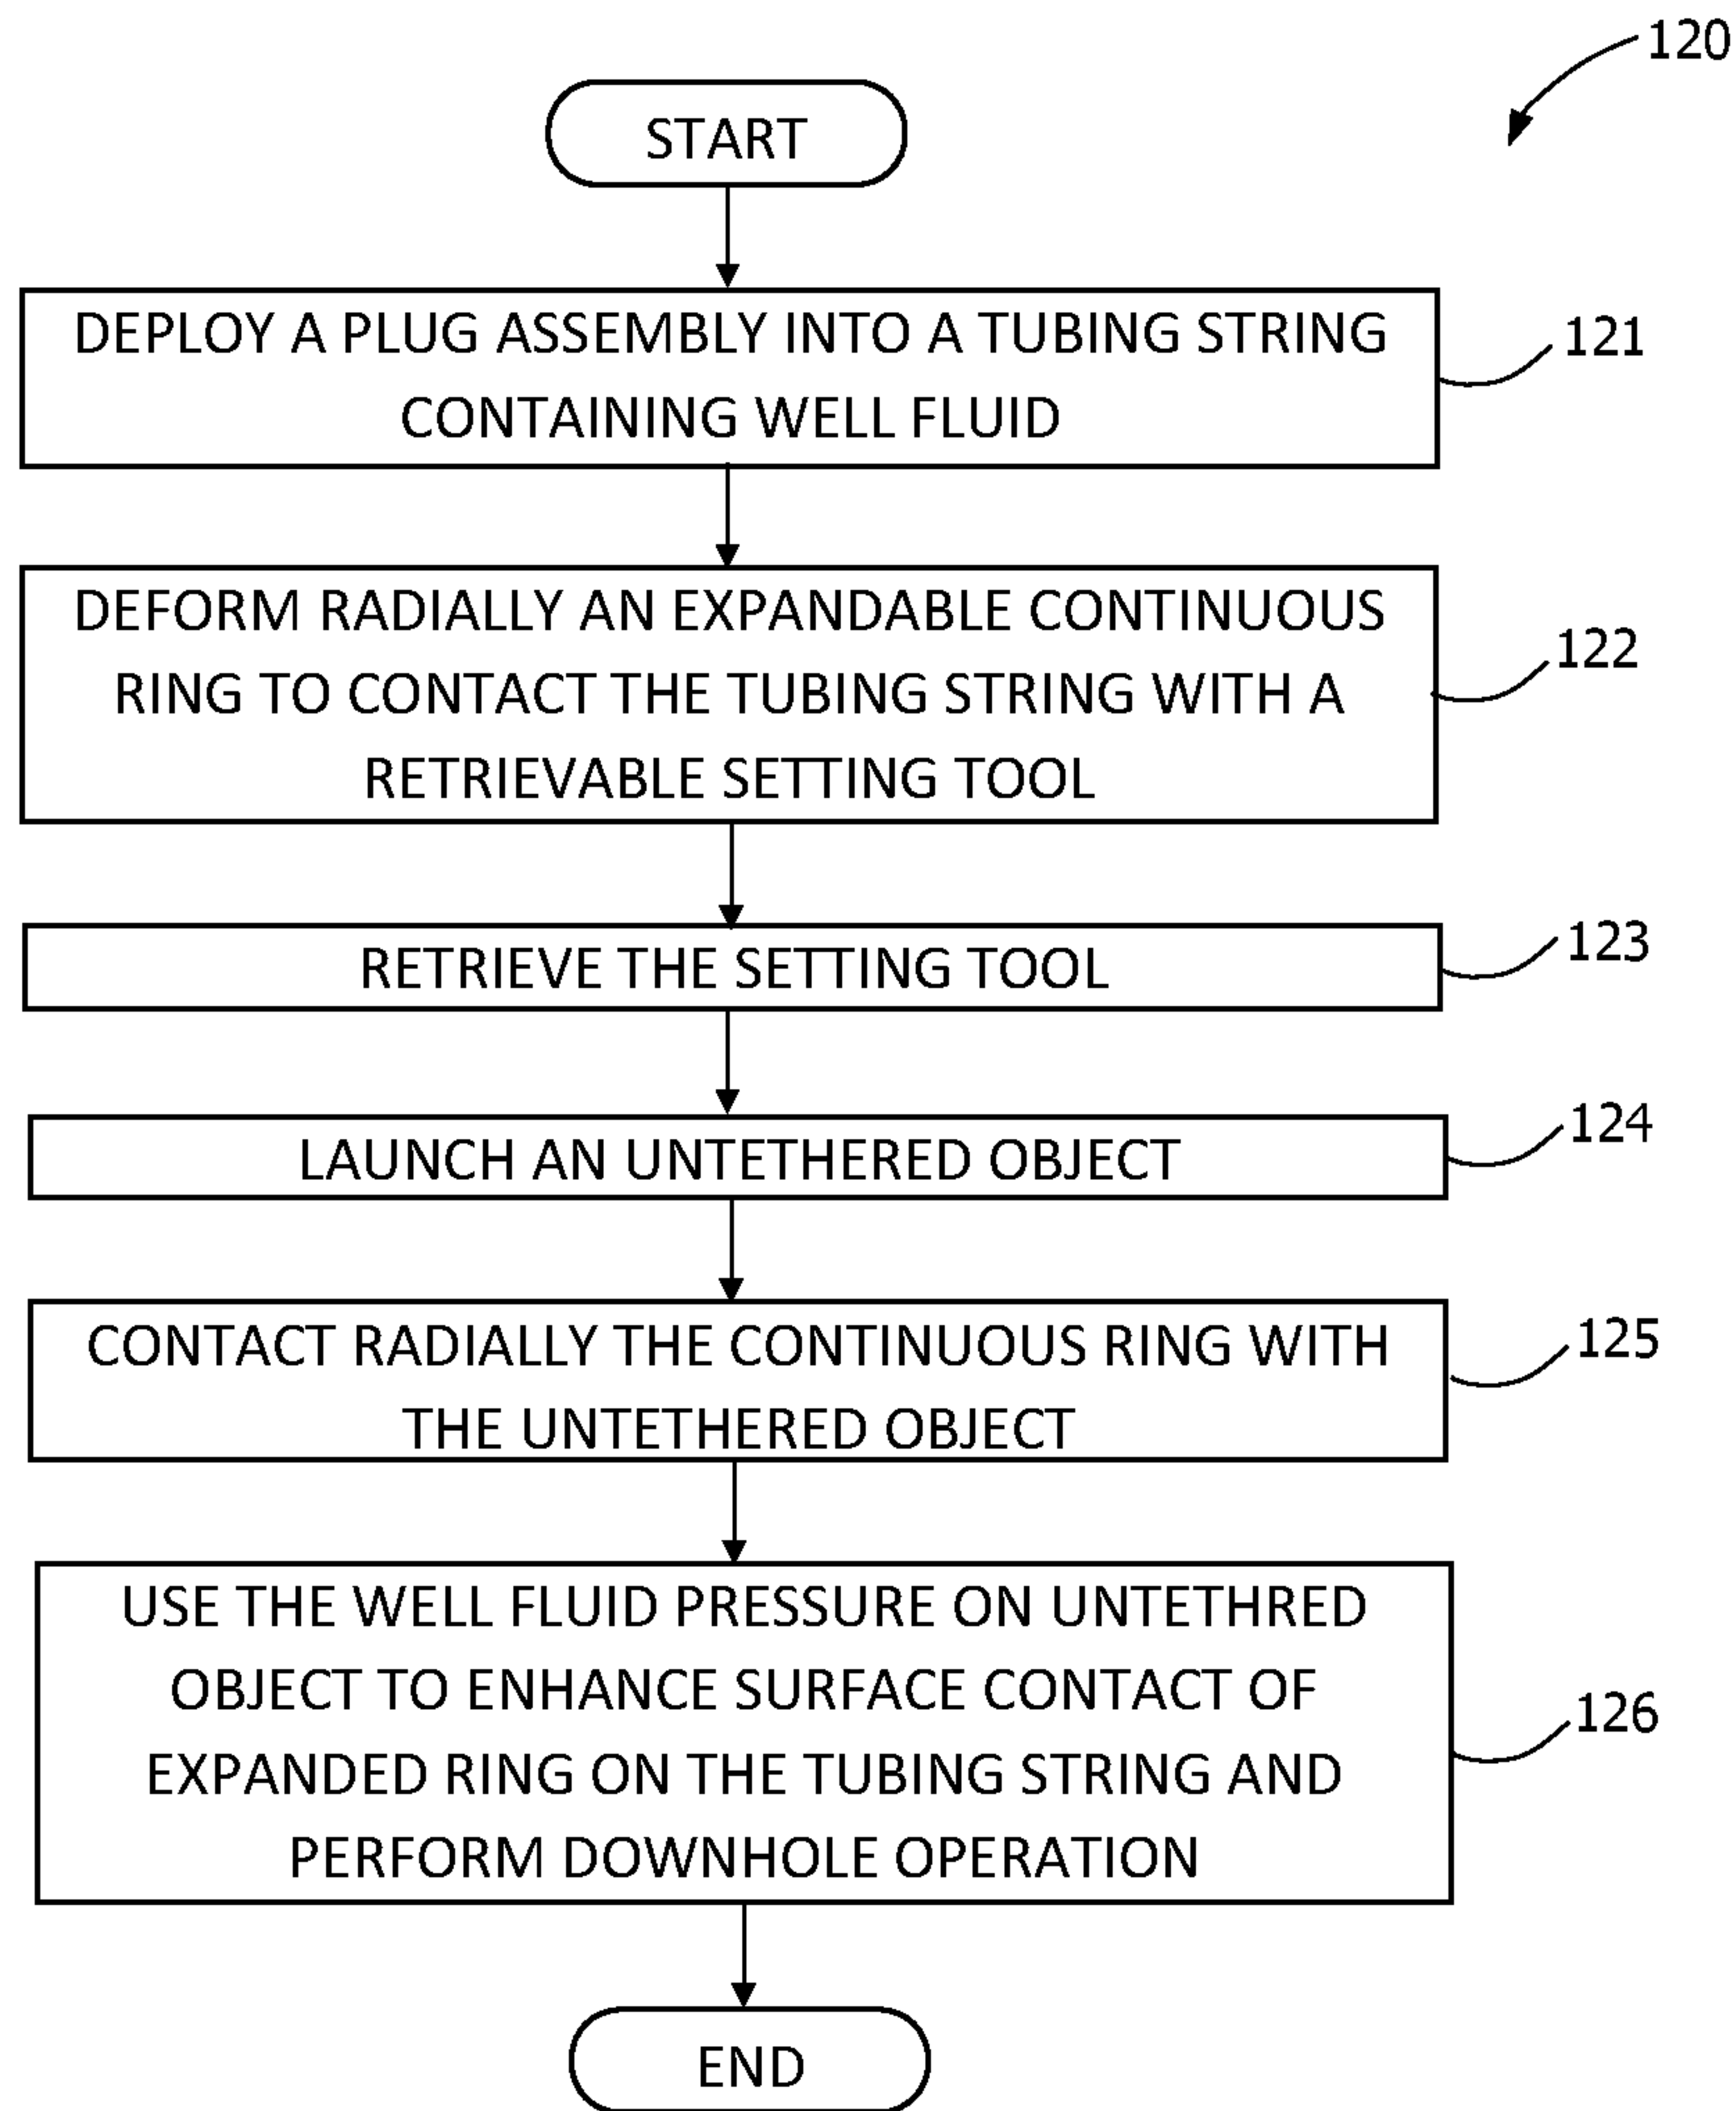 120
START
DEPLOY A PLUG ASSEMBLY INTO A TUBING STRING
CONTAINING WELL FLUID
121
DEFORM RADIALLY AN EXPANDABLE CONTINUOUS
RING TO CONTACT THE TUBING STRING WITH A
RETRIEVABLE SETTING TOOL
122
RETRIEVE THE SETTING TOOL
123
LAUNCH AN UNTETHERED OBJECT
124
CONTACT RADIALLY THE CONTINUOUS RING WITH
THE UNTETHERED OBJECT
125
USE THE WELL FLUID PRESSURE ON UNTETHRED
OBJECT TO ENHANCE SURFACE CONTACT OF
EXPANDED RING ON THE TUBING STRING AND
PERFORM DOWNHOLE OPERATION
126
END